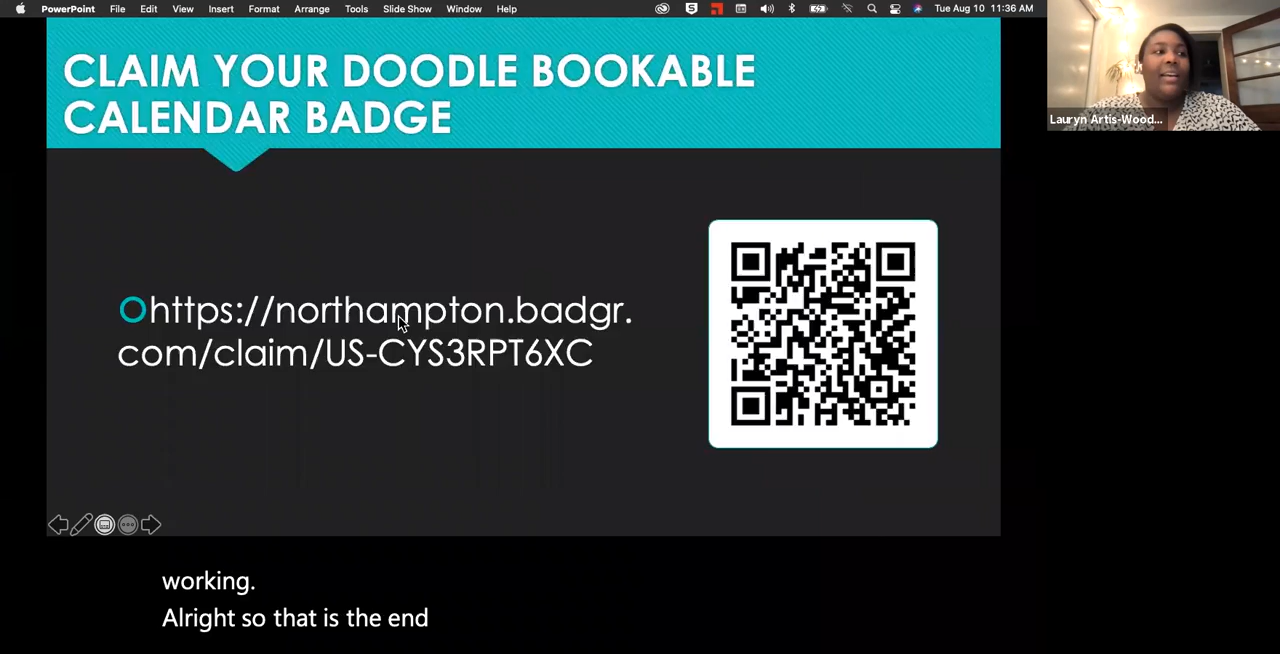 PowerPoint File Edit View Insert Format Arrange Tools Slide Show Window Help Tue Aug 10 11:36 AM
CLAIM YOUR DOODLE BOOKABLE
CALENDAR BADGE
Lauryn Artis-Wood...
https://northampton.badgr.
com/claim/US-CYS3RPT6XC
working.
Alright so that is the end